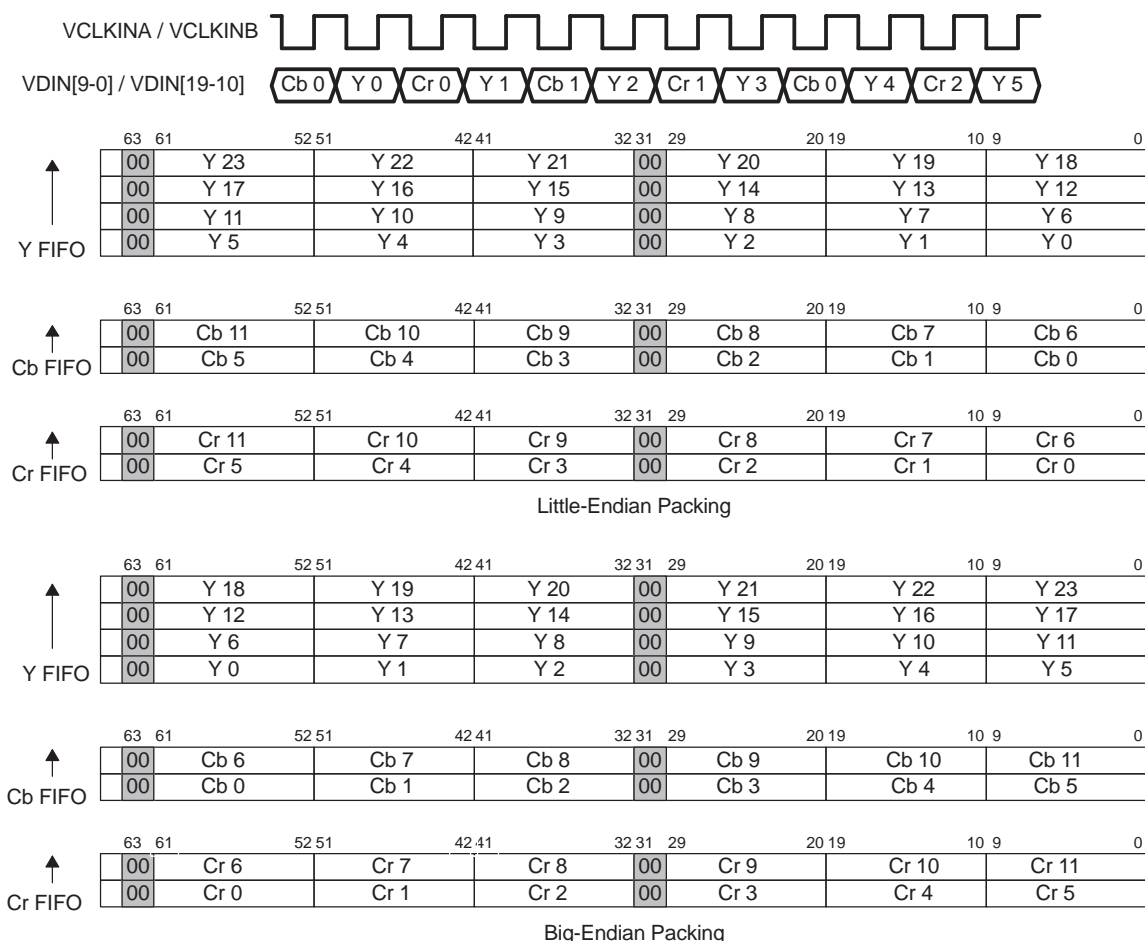 VCLKINA / VCLKINB
VDIN[9-0] / VDIN[19-10] Cb 0 Y 0 Cr 0 Y 1 Cb 1 Y 2 Cr 1 Y 3 Cb 0 Y 4 Cr 2 Y 5
63 61 52 51 42 41 32 31 29 20 19 10 9 0
00 Y 23 Y 22 Y 21 00 Y 20 Y 19 Y 18
00 Y 17 Y 16 Y 15 00 Y 14 Y 13 Y 12
00 Y 11 Y 10 Y 9 00 Y 8 Y 7 Y 6
Y FIFO 00 Y 5 Y 4 Y 3 00 Y 2 Y 1 Y 0
63 61 52 51 42 41 32 31 29 20 19 10 9 0
00 Cb 11 Cb 10 Cb 9 00 Cb 8 Cb 7 Cb 6
Cb FIFO 00 Cb 5 Cb 4 Cb 3 00 Cb 2 Cb 1 Cb 0
63 61 52 51 42 41 32 31 29 20 19 10 9 0
00 Cr 11 Cr 10 Cr 9 00 Cr 8 Cr 7 Cr 6
Cr FIFO 00 Cr 5 Cr 4 Cr 3 00 Cr 2 Cr 1 Cr 0
Little-Endian Packing
63 61 52 51 42 41 32 31 29 20 19 10 9 0
00 Y 18 Y 19 Y 20 00 Y 21 Y 22 Y 23
00 Y 12 Y 13 Y 14 00 Y 15 Y 16 Y 17
00 Y 6 Y 7 Y 8 00 Y 9 Y 10 Y 11
Y FIFO 00 Y 0 Y 1 Y 2 00 Y 3 Y 4 Y 5
63 61 52 51 42 41 32 31 29 20 19 10 9 0
00 Cb 6 Cb 7 Cb 8 00 Cb 9 Cb 10 Cb 11
Cb FIFO 00 Cb 0 Cb 1 Cb 2 00 Cb 3 Cb 4 Cb 5
63 61 52 51 42 41 32 31 29 20 19 10 9 0
00 Cr 6 Cr 7 Cr 8 00 Cr 9 Cr 10 Cr 11
Cr FIFO 00 Cr 0 Cr 1 Cr 2 00 Cr 3 Cr 4 Cr 5
Big-Endian Packing